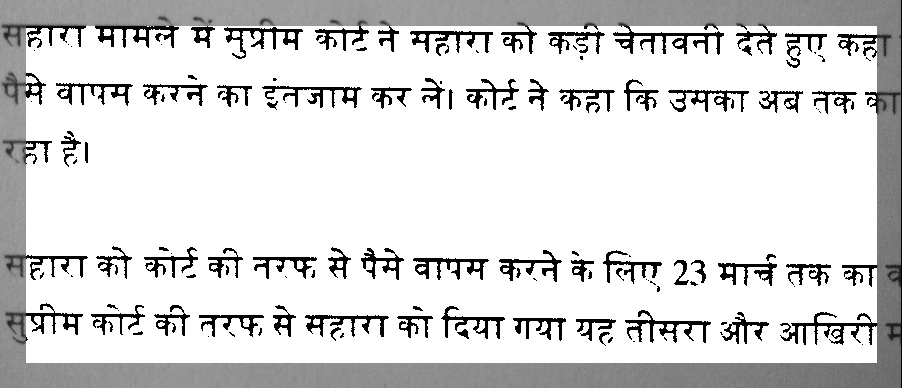 सहारा मामले में सुप्रीम कोर्ट ने सहारा को कड़ी चेतावनी देते हुए कहा
पैसे वापस करने का इंतजाम कर लें। कोर्ट ने कहा कि उसका अब तक का
रहा है।
सहारा को कोर्ट की तरफ से पैसे वापस करने के लिए 23 मार्च तक का
सुप्रीम कोर्ट की तरफ से सहारा को दिया गया यह तीसरा और आखिरी